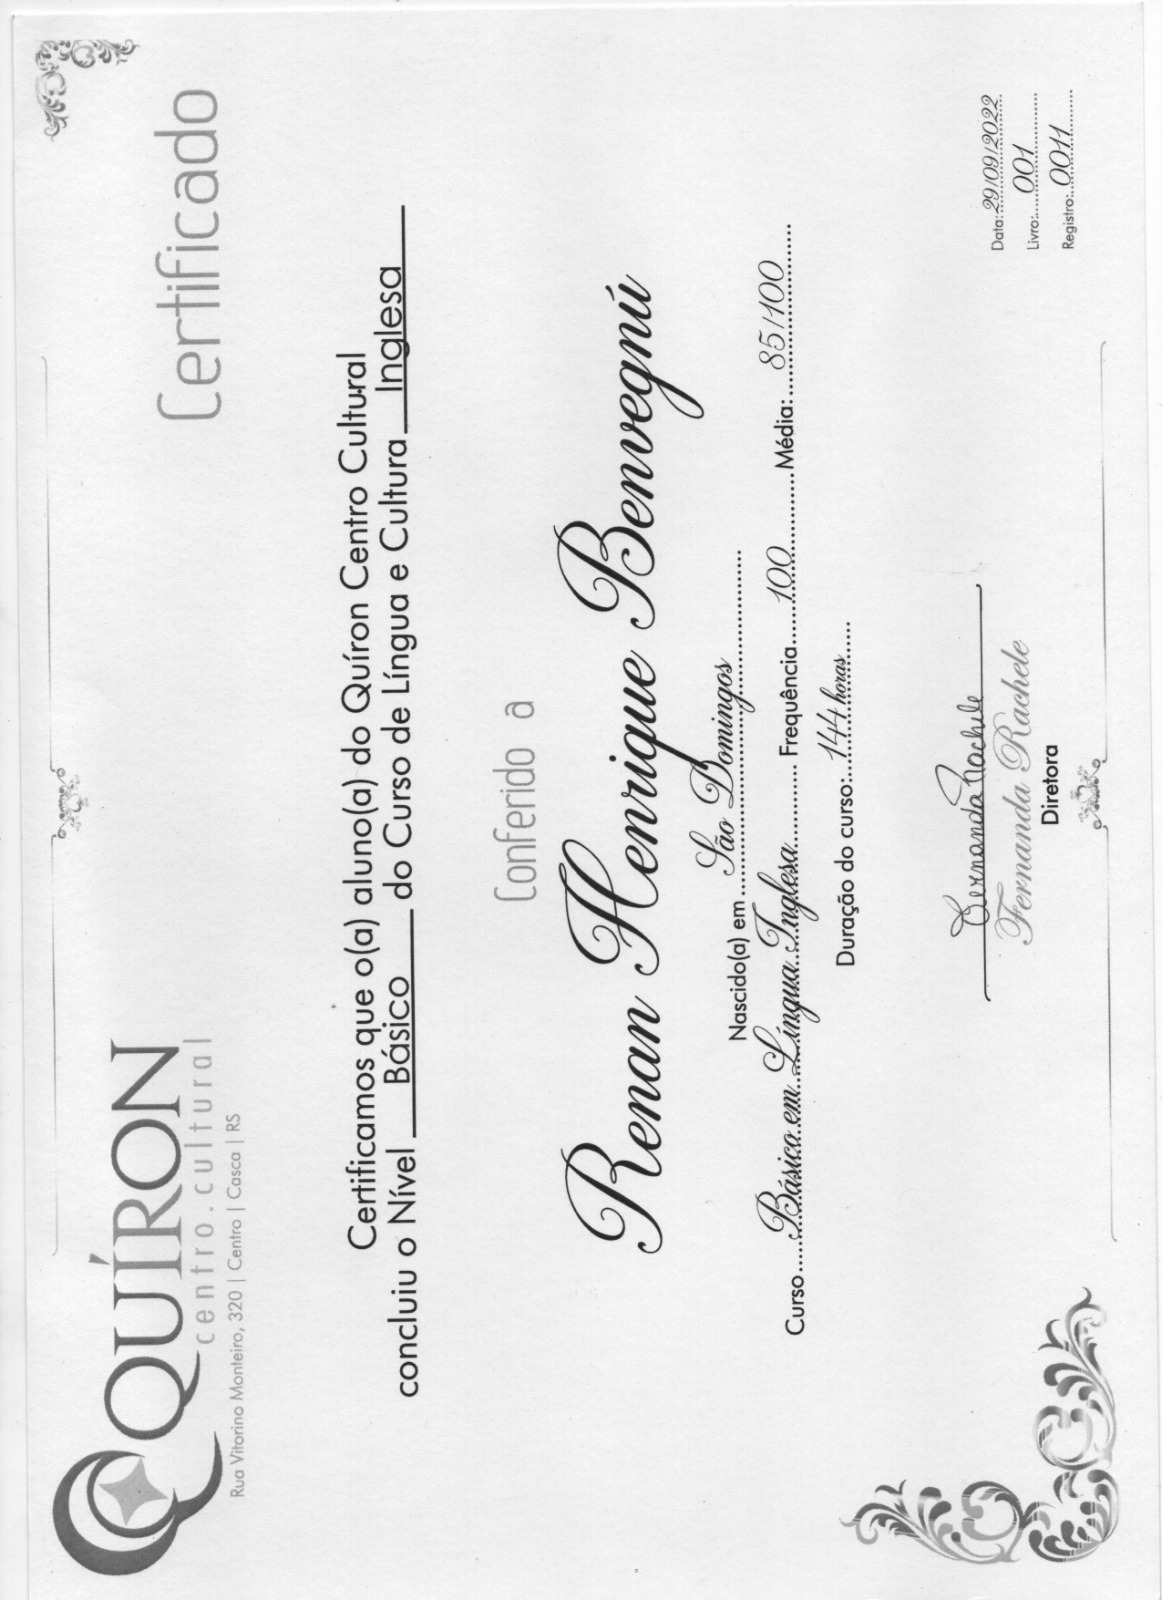 QUÍRON
centro.cultural
Rua Vitorino Monteiro, 320 | Centro | Casca | RS
Certificado
Certificamos que o(a) aluno(a) do Quíron Centro Cultural
concluiu o Nível Básico do Curso de Língua e Cultura Inglesa
Conferido a
Renan Henrique Benvegnú
Nascido(a) em São Domingos
Curso Básico em Língua Inglesa Frequência 100 Média: 85/100
Duração do curso: 144 horas
Fernanda Rachele
Fernanda Rachele
Diretora
Data: 29/09/2022
Livro: 001
Registro: 0011